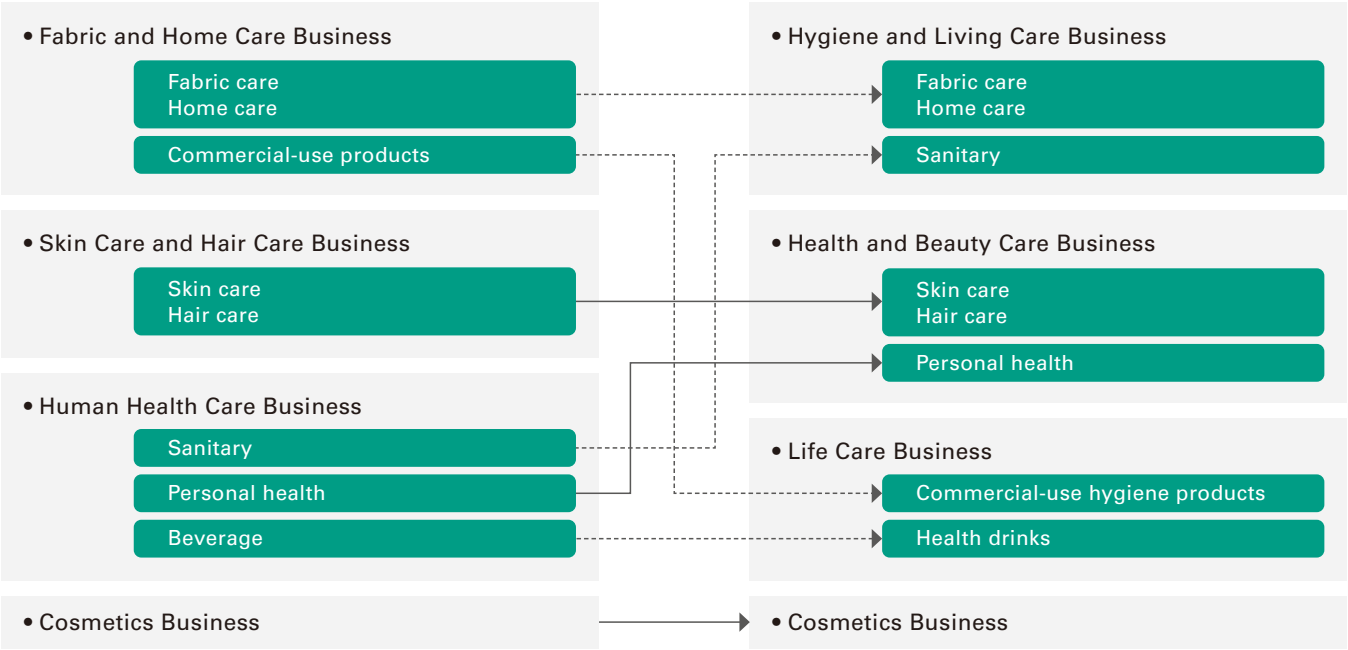 • Fabric and Home Care Business
Fabric care
Home care
Commercial-use products
• Skin Care and Hair Care Business
Skin care
Hair care
• Human Health Care Business
Sanitary
Personal health
Beverage
• Cosmetics Business
• Hygiene and Living Care Business
Fabric care
Home care
Sanitary
• Health and Beauty Care Business
Skin care
Hair care
Personal health
• Life Care Business
Commercial-use hygiene products
Health drinks
• Cosmetics Business